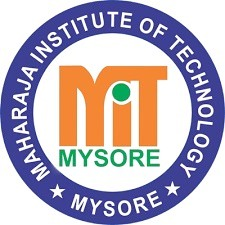 MAHARAJA INSTITUTE OF TECHNOLOGY
MiT
MYSORE
★ MYSORE ★